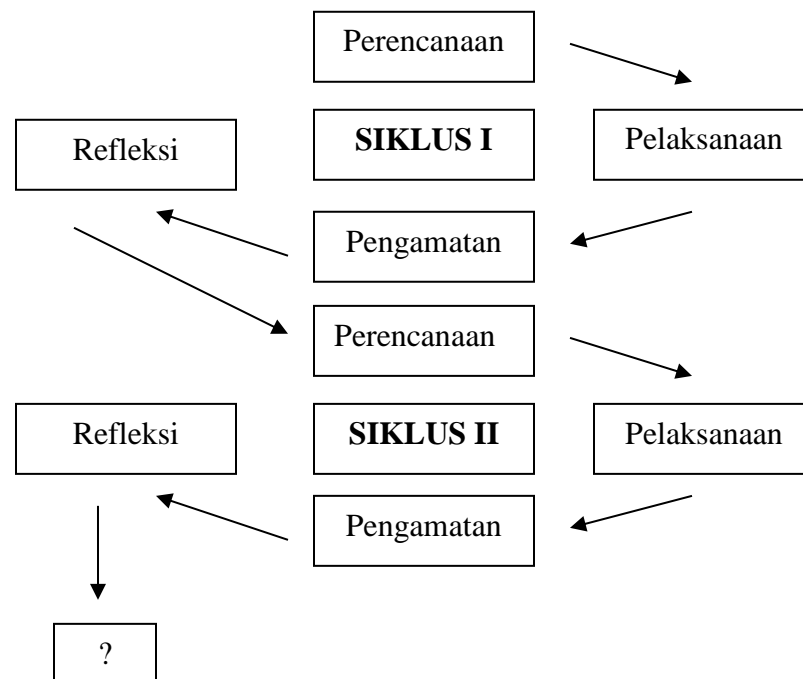 Perencanaan
Refleksi
SIKLUS I
Pelaksanaan
Pengamatan
Perencanaan
Refleksi
SIKLUS II
Pelaksanaan
Pengamatan
?